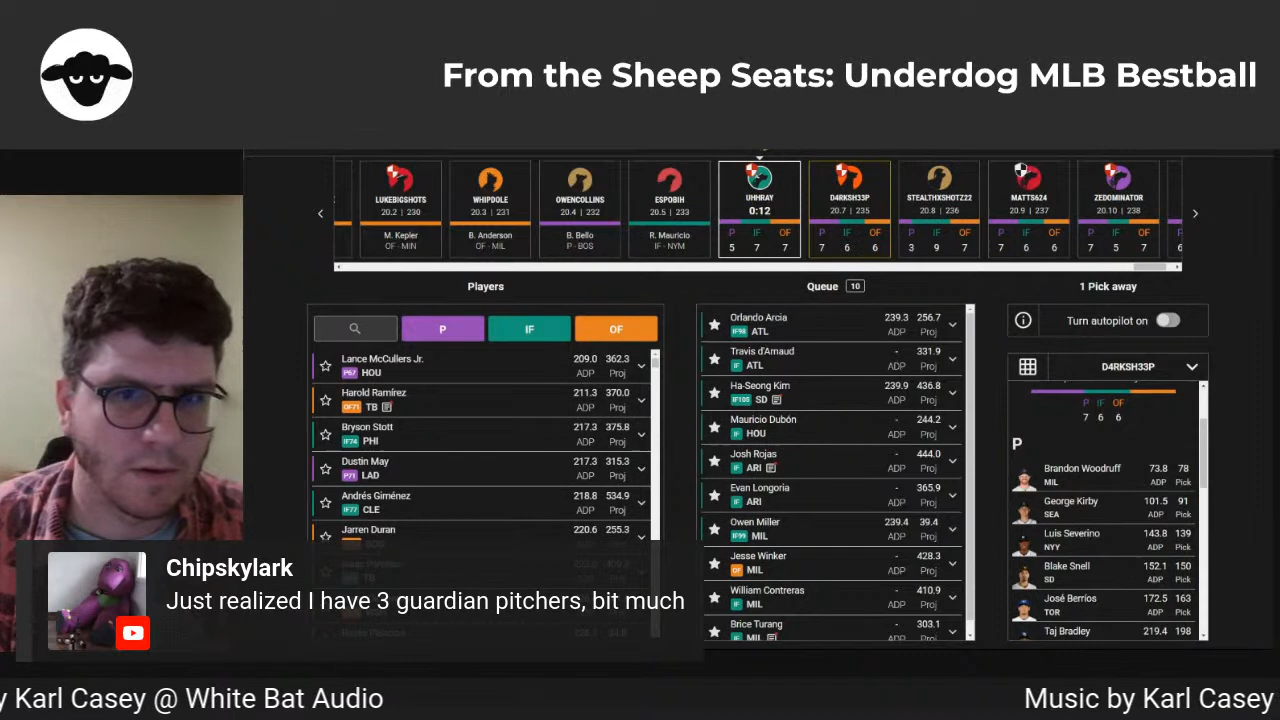 From the Sheep Seats: Underdog MLB Bestball
LUKEBIGSHOTS
20.2 | 230
M. Kepler
OF · MIN
WHIPDOLE
20.3 | 231
B. Anderson
OF · MIL
OWENCOLLINS
20.4 | 232
B. Bello
P · BOS
ESPOBIH
20.5 | 233
R. Mauricio
IF · NYM
UHHRAY
0:12
P IF OF
5 7 7
D4RKSH33P
20.7 | 235
P IF OF
7 6 6
STEALTHXSHOTZ22
20.8 | 236
P IF OF
3 9 7
MATTS624
20.9 | 237
P IF OF
7 6 6
ZEDOMINATOR
20.10 | 238
P IF OF
7 5 7
Players
P IF OF
Lance McCullers Jr. 209.0 362.3
P67 HOU ADP Proj
Harold Ramírez 211.3 370.0
OF71 TB ADP Proj
Bryson Stott 217.3 375.8
IF74 PHI ADP Proj
Dustin May 217.3 315.3
P71 LAD ADP Proj
Andrés Giménez 218.8 534.9
IF77 CLE ADP Proj
Jarren Duran 220.6 255.3
Queue 10
Orlando Arcia 239.3 256.7
IF98 ATL ADP Proj
Travis d'Arnaud - 331.9
IF ATL ADP Proj
Ha-Seong Kim 239.9 436.8
IF105 SD ADP Proj
Mauricio Dubón - 244.2
IF HOU ADP Proj
Josh Rojas - 444.0
IF ARI ADP Proj
Evan Longoria - 365.9
IF ARI ADP Proj
Owen Miller 239.4 39.4
IF99 MIL ADP Proj
Jesse Winker - 428.3
OF MIL ADP Proj
William Contreras - 410.9
IF MIL ADP Proj
Brice Turang - 303.1
IF MIL ADP Proj
1 Pick away
Turn autopilot on
D4RKSH33P
P IF OF
7 6 6
P
Brandon Woodruff 73.8 78
MIL ADP Pick
George Kirby 101.5 91
SEA ADP Pick
Luis Severino 143.8 139
NYY ADP Pick
Blake Snell 152.1 150
SD ADP Pick
José Berríos 172.5 163
TOR ADP Pick
Taj Bradley 219.4 198
Chipskylark
Just realized I have 3 guardian pitchers, bit much
y Karl Casey @ White Bat Audio
Music by Karl Casey